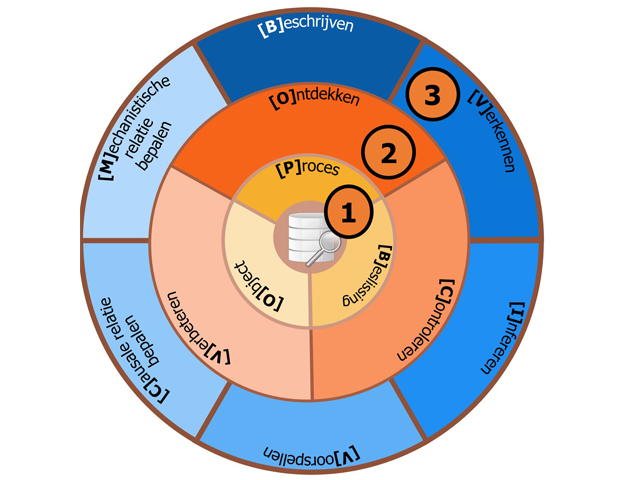 [B]eschrijven
[V]erkennen
[I]nfereren
[V]oorspellen
[C]ausale relatie
bepalen
[M]echanistische
relatie
bepalen
[O]ntdekken
[C]ontroleren
[V]erbeteren
[P]roces
[B]eslissing
[O]bject
1
2
3